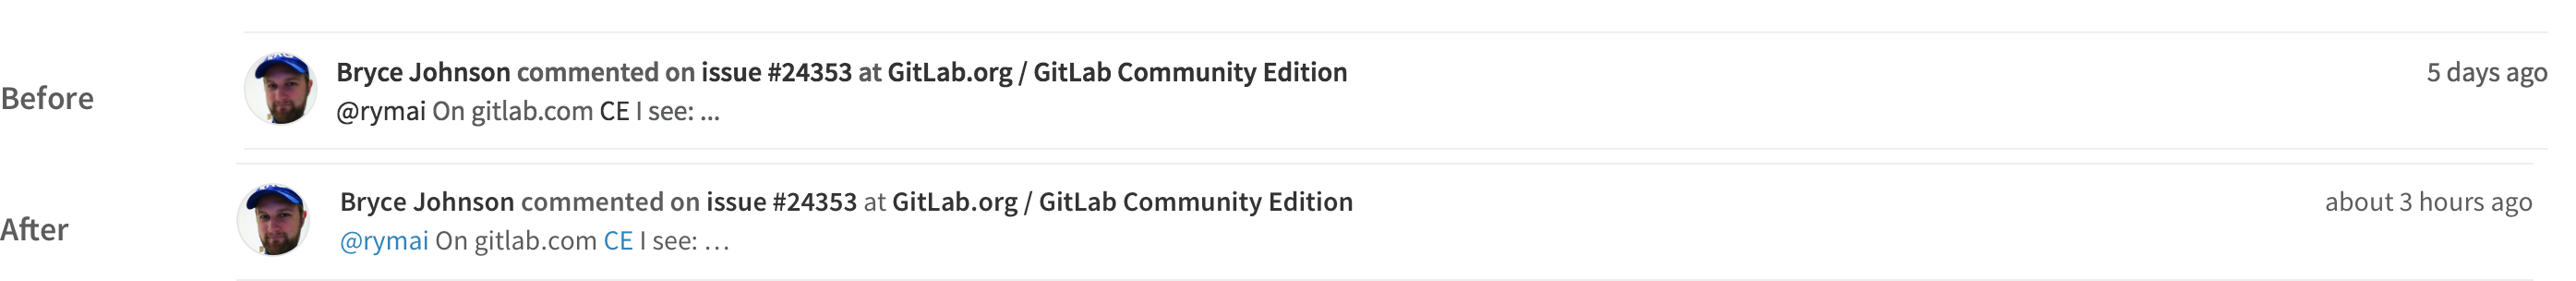 Before
Bryce Johnson commented on issue #24353 at GitLab.org / GitLab Community Edition
5 days ago
@rymai On gitlab.com CE I see: ...
After
Bryce Johnson commented on issue #24353 at GitLab.org / GitLab Community Edition
about 3 hours ago
@rymai On gitlab.com CE I see: …